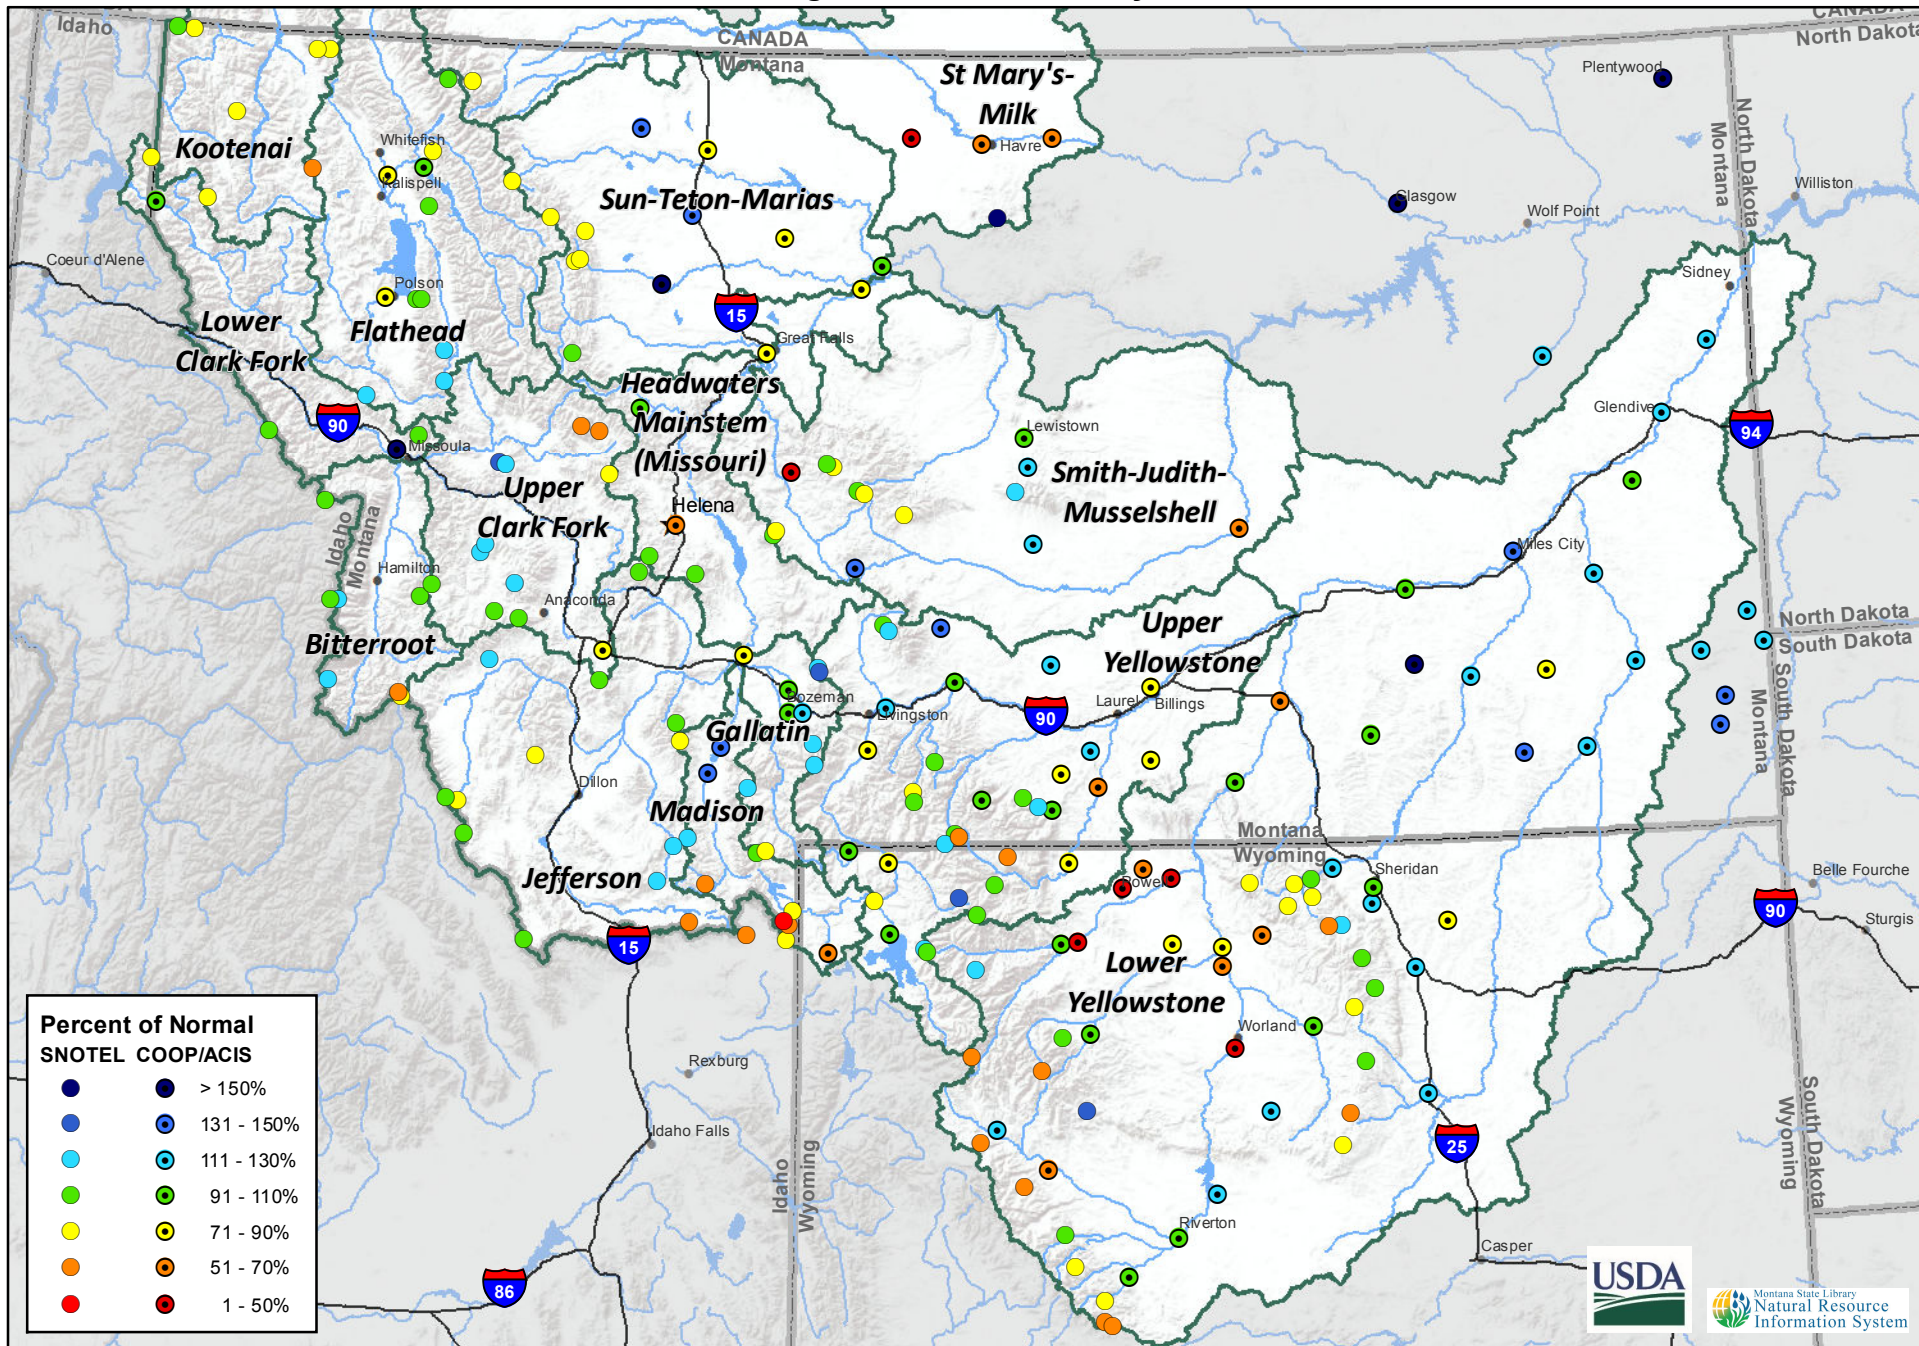 Idaho
CANADA
Montana
CANADA
North Dakota
St Mary's-
Milk
Plentywood
North Dakota
Montana
Kootenai
Whitefish
Kalispell
Havre
Sun-Teton-Marias
Glasgow
Wolf Point
Williston
Coeur d'Alene
Polson
Sidney
Lower
Clark Fork
Flathead
15
Great Falls
Headwaters
Mainstem
(Missouri)
Glendive
90
94
Missoula
Lewistown
Smith-Judith-
Musselshell
Upper
Clark Fork
Helena
Idaho
Montana
Hamilton
Anaconda
Miles City
Bitterroot
Upper
Yellowstone
North Dakota
South Dakota
Bozeman
Livingston
90
Laurel
Billings
Gallatin
South Dakota
Montana
Dillon
Madison
Montana
Wyoming
Jefferson
Powell
Sheridan
Belle Fourche
90
Sturgis
15
Lower
Yellowstone
Worland
Percent of Normal
SNOTEL COOP/ACIS
> 150%
131 - 150%
111 - 130%
91 - 110%
71 - 90%
51 - 70%
1 - 50%
Rexburg
Idaho Falls
Idaho
Wyoming
25
South Dakota
Wyoming
Riverton
Casper
86
USDA
Montana State Library
Natural Resource
Information System